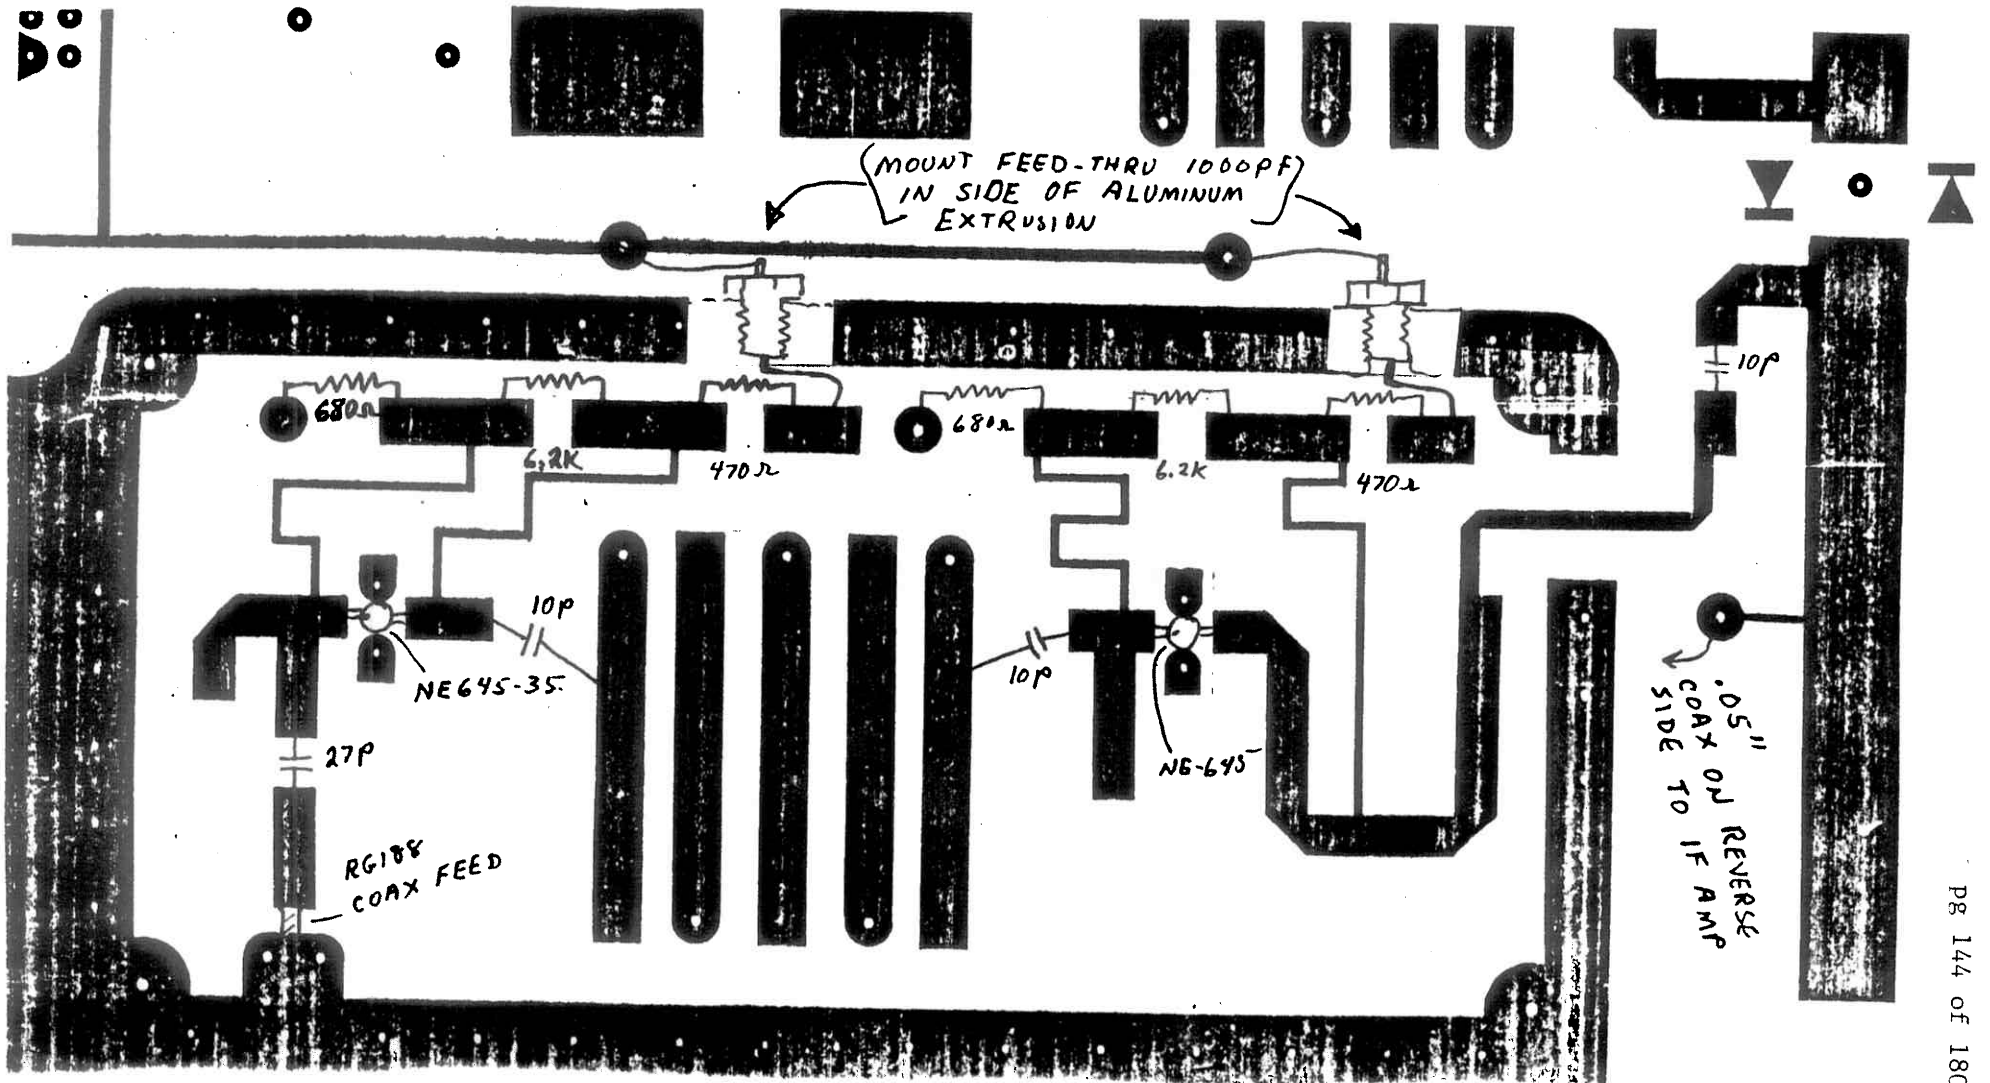 MOUNT FEED-THRU 1000PF
IN SIDE OF ALUMINUM
EXTRUSION
10P
680Ω
6.2K
470Ω
680Ω
6.2K
470Ω
10P
NE645-35
10P
NE-645
27P
RG188
COAX FEED
.05"
COAX ON REVERSE
SIDE TO IF AMP
pg 144 of 180